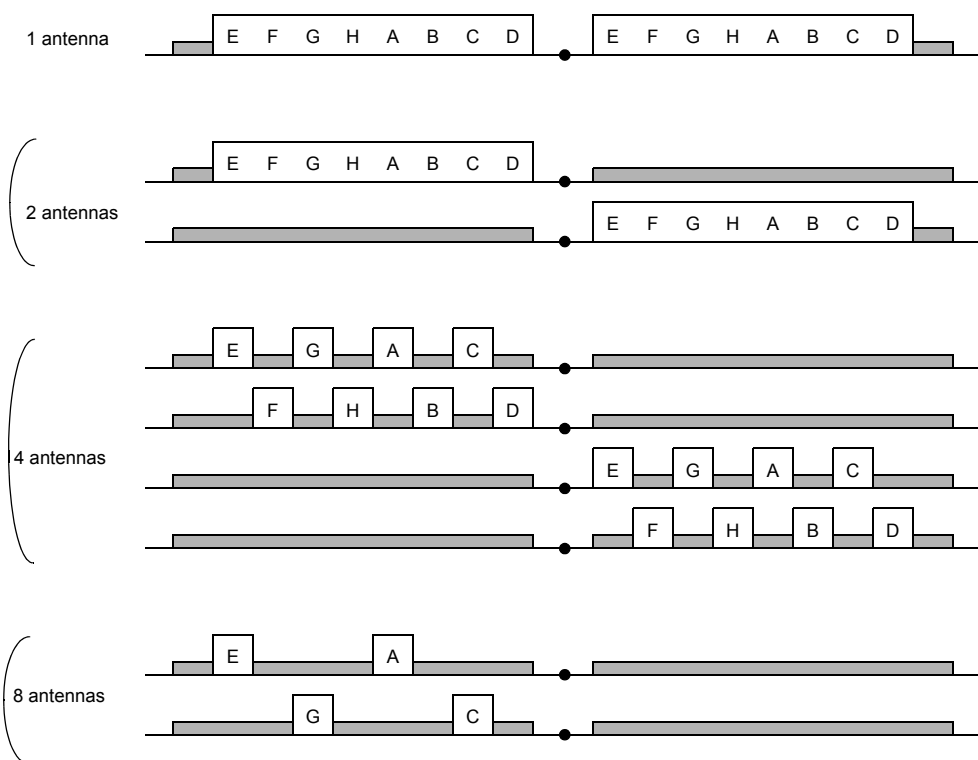 1 antenna E F G H A B C D E F G H A B C D
E F G H A B C D
2 antennas
E F G H A B C D
E G A C
F H B D
4 antennas
E G A C
F H B D
E A
8 antennas
G C